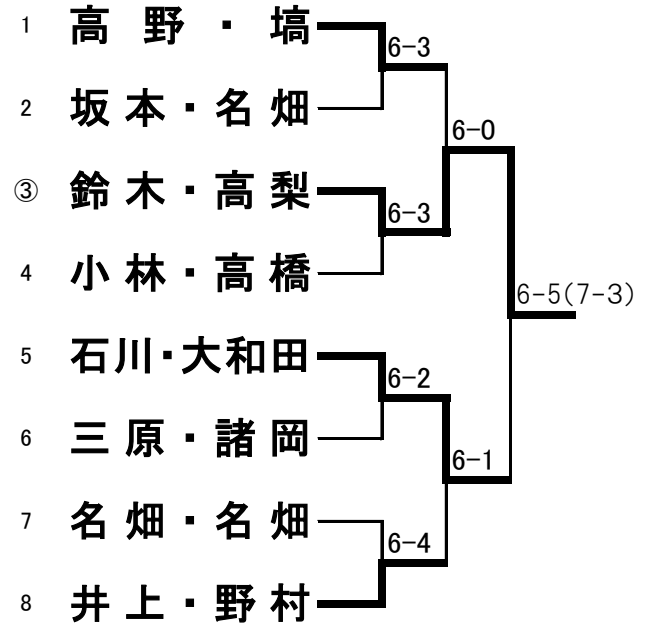 1 高野・塙
6-3
2 坂本・名畑
6-0
③ 鈴木・高梨
6-3
4 小林・高橋
6-5(7-3)
5 石川・大和田
6-2
6 三原・諸岡
6-1
7 名畑・名畑
6-4
8 井上・野村